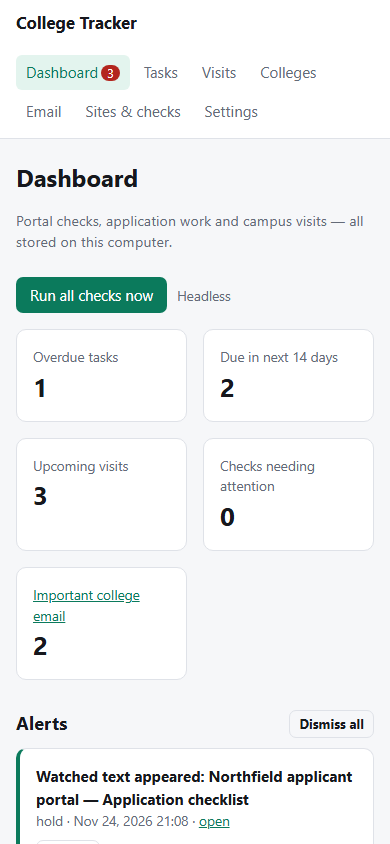 College Tracker
Dashboard 3 Tasks Visits Colleges
Email Sites & checks Settings
Dashboard
Portal checks, application work and campus visits — all
stored on this computer.
Run all checks now Headless
Overdue tasks
1
Due in next 14 days
2
Upcoming visits
3
Checks needing
attention
0
Important college
email
2
Alerts Dismiss all
Watched text appeared: Northfield applicant
portal — Application checklist
hold · Nov 24, 2026 21:08 · open